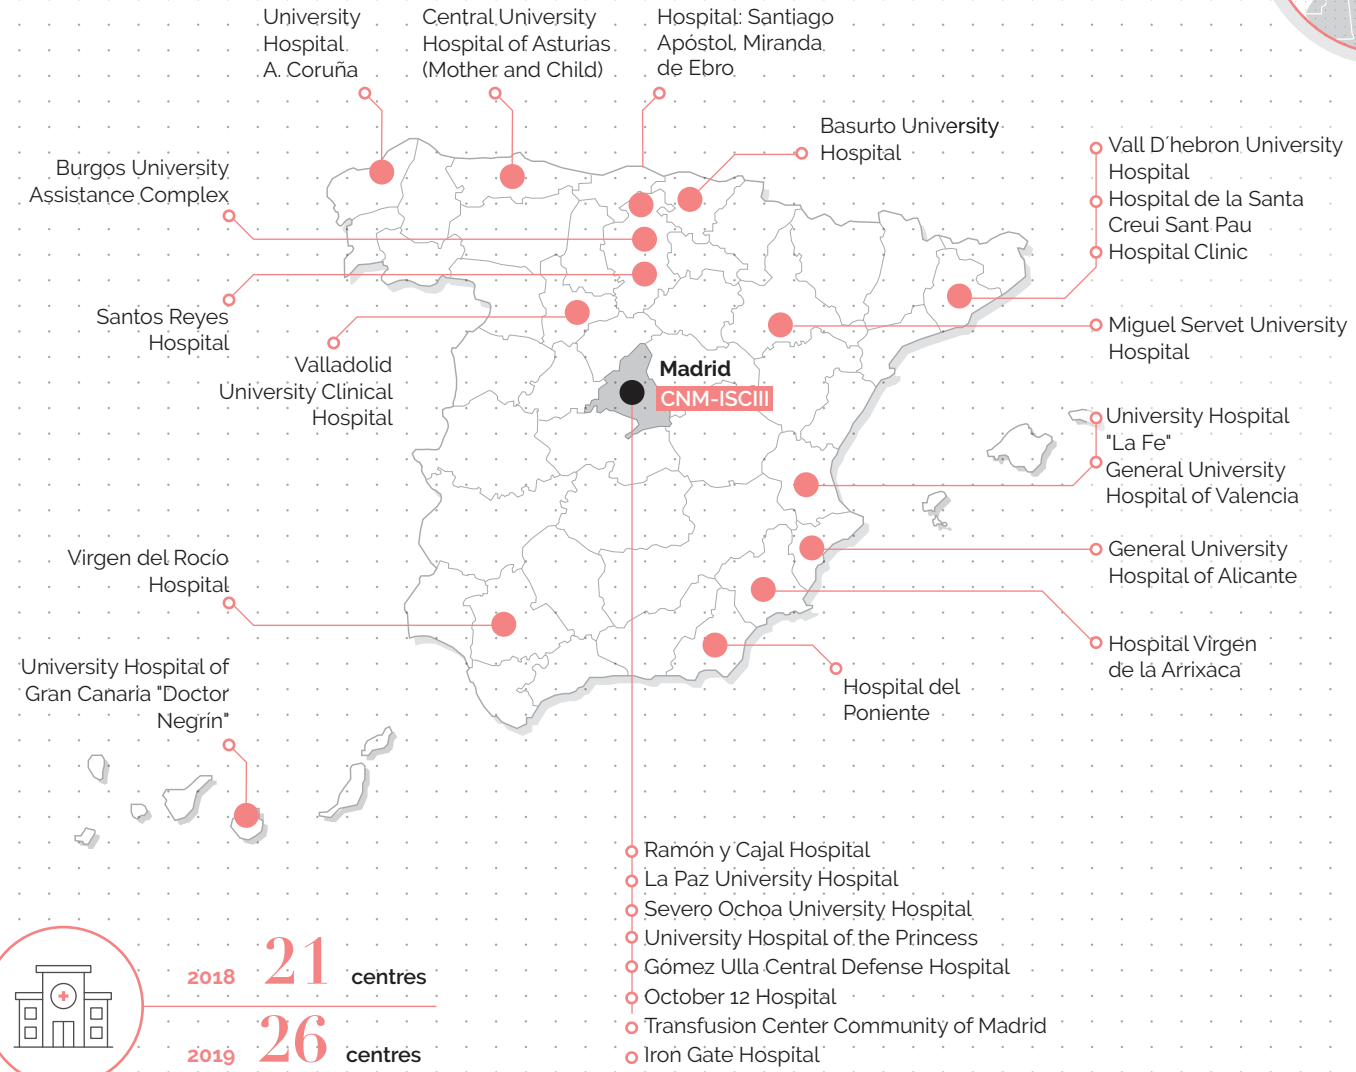 University
Hospital
A. Coruña
Central University
Hospital of Asturias
(Mother and Child)
Hospital: Santiago
Apóstol, Miranda
de Ebro
Basurto University
Hospital
Vall D´hebron University
Hospital
Hospital de la Santa
Creui Sant Pau
Hospital Clinic
Burgos University
Assistance Complex
Santos Reyes
Hospital
Valladolid
University Clinical
Hospital
Madrid
CNM-ISCIII
Miguel Servet University
Hospital
University Hospital
"La Fe"
General University
Hospital of Valencia
General University
Hospital of Alicante
Hospital Virgen
de la Arrixaca
Hospital del
Poniente
Virgen del Rocío
Hospital
University Hospital of
Gran Canaria "Doctor
Negrín"
Ramón y Cajal Hospital
La Paz University Hospital
Severo Ochoa University Hospital
University Hospital of the Princess
Gómez Ulla Central Defense Hospital
October 12 Hospital
Transfusion Center Community of Madrid
Iron Gate Hospital
2018 21 centres
2019 26 centres